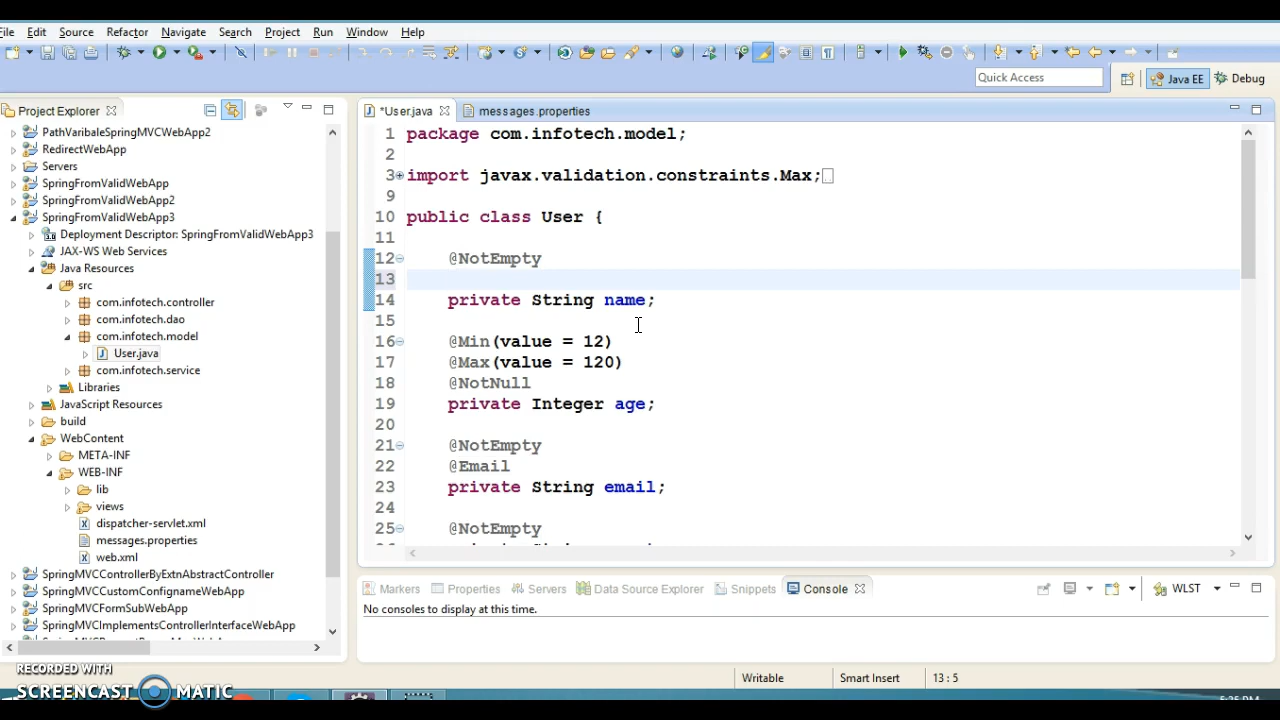 File Edit Source Refactor Navigate Search Project Run Window Help
Quick Access
Java EE
Debug
Project Explorer
PathVaribaleSpringMVCWebApp2
RedirectWebApp
Servers
SpringFromValidWebApp
SpringFromValidWebApp2
SpringFromValidWebApp3
Deployment Descriptor: SpringFromValidWebApp3
JAX-WS Web Services
Java Resources
src
com.infotech.controller
com.infotech.dao
com.infotech.model
User.java
com.infotech.service
Libraries
JavaScript Resources
build
WebContent
META-INF
WEB-INF
lib
views
dispatcher-servlet.xml
messages.properties
web.xml
SpringMVCControllerByExtnAbstractController
SpringMVCCustomConfignameWebApp
SpringMVCFormSubWebApp
SpringMVCImplementsControllerInterfaceWebApp
*User.java
messages.properties
1 package com.infotech.model;
2
3 import javax.validation.constraints.Max;
9
10 public class User {
11
12 @NotEmpty
13
14 private String name;
15
16 @Min(value = 12)
17 @Max(value = 120)
18 @NotNull
19 private Integer age;
20
21 @NotEmpty
22 @Email
23 private String email;
24
25 @NotEmpty
Markers Properties Servers Data Source Explorer Snippets Console
WLST
No consoles to display at this time.
Writable Smart Insert 13 : 5
RECORDED WITH
SCREENCAST MATIC